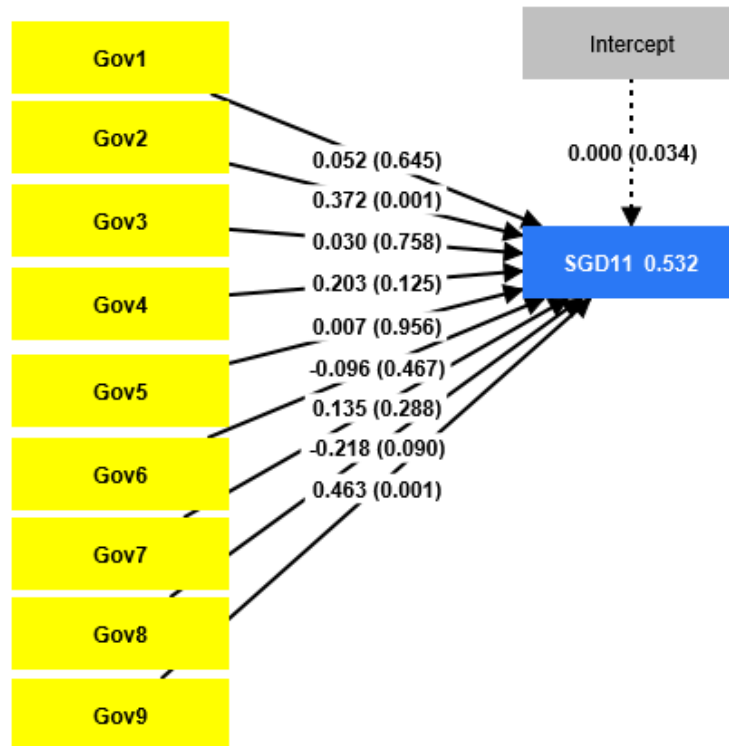 Gov1
Intercept
Gov2
0.052 (0.645)
0.000 (0.034)
0.372 (0.001)
Gov3
0.030 (0.758)
SGD11 0.532
0.203 (0.125)
Gov4
0.007 (0.956)
-0.096 (0.467)
Gov5
0.135 (0.288)
-0.218 (0.090)
Gov6
0.463 (0.001)
Gov7
Gov8
Gov9